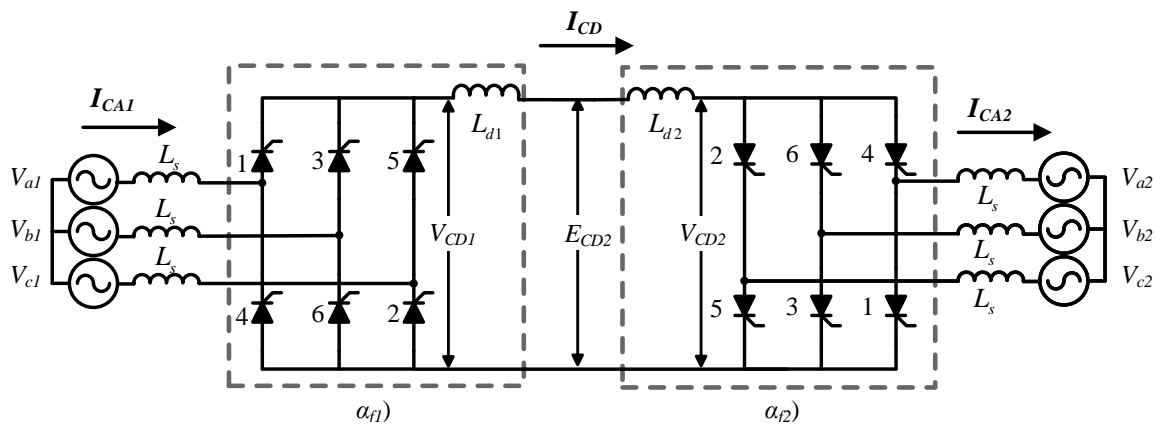 I_CD
I_CA1
I_CA2
L_d1
L_d2
L_s
1
3
5
2
6
4
V_a1
V_a2
L_s
L_s
V_b1
V_CD1
E_CD2
V_CD2
V_b2
L_s
L_s
V_c1
V_c2
L_s
4
6
2
5
3
1
α_f1)
α_f2)